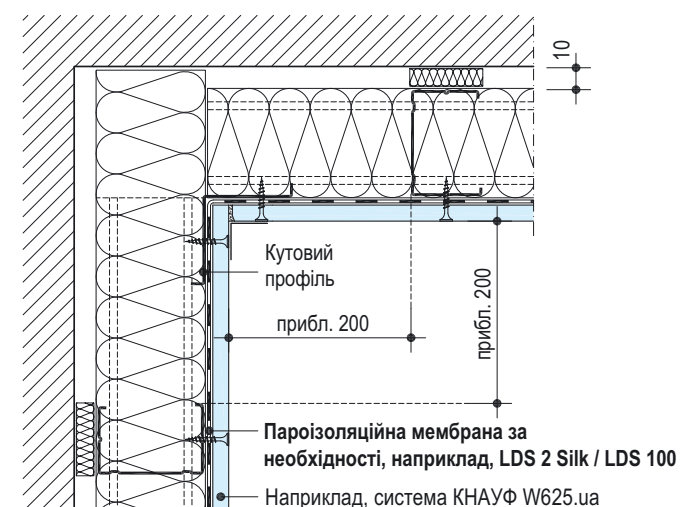 10
Кутовий
профіль
прибл. 200
прибл. 200
Пароізоляційна мембрана за
необхідності, наприклад, LDS 2 Silk / LDS 100
Наприклад, система КНАУФ W625.ua